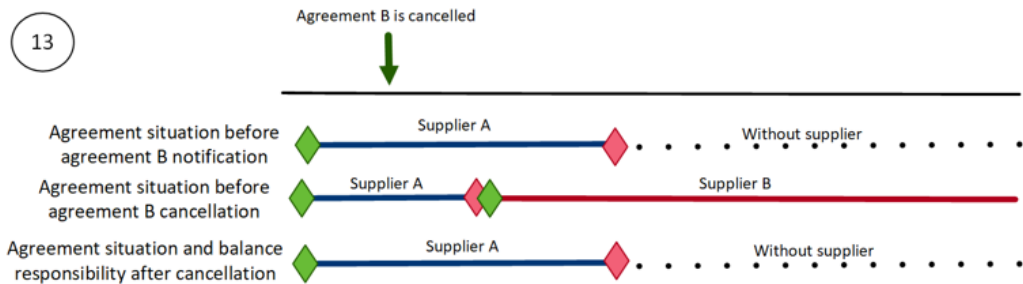 Agreement B is cancelled
13
Supplier A
Agreement situation before
agreement B notification
Without supplier
Agreement situation before
agreement B cancellation
Supplier A
Supplier B
Agreement situation and balance
responsibility after cancellation
Supplier A
Without supplier